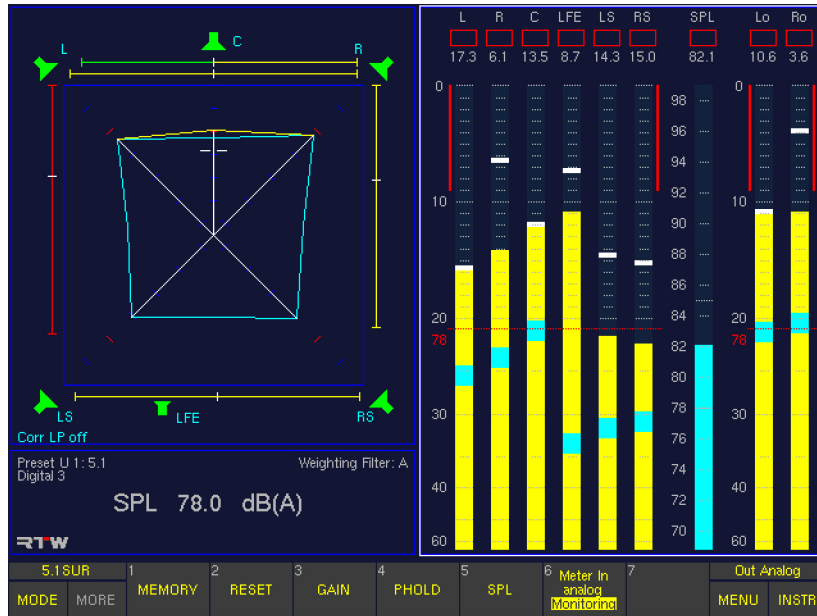 C
L
R
LS
LFE
RS
Corr LP off
Preset U 1: 5.1
Weighting Filter: A
Digital 3
SPL 78.0 dB(A)
RTW
L R C LFE LS RS SPL Lo Ro
17.3 6.1 13.5 8.7 14.3 15.0 82.1 10.6 3.6
0
10
20
78
30
40
60
98
96
94
92
90
88
86
84
82
80
78
76
74
72
70
0
10
20
78
30
40
60
5.1SUR
MODE MORE
1
MEMORY
2
RESET
3
GAIN
4
PHOLD
5
SPL
6
Meter In
analog
Monitoring
7
Out Analog
MENU INSTR